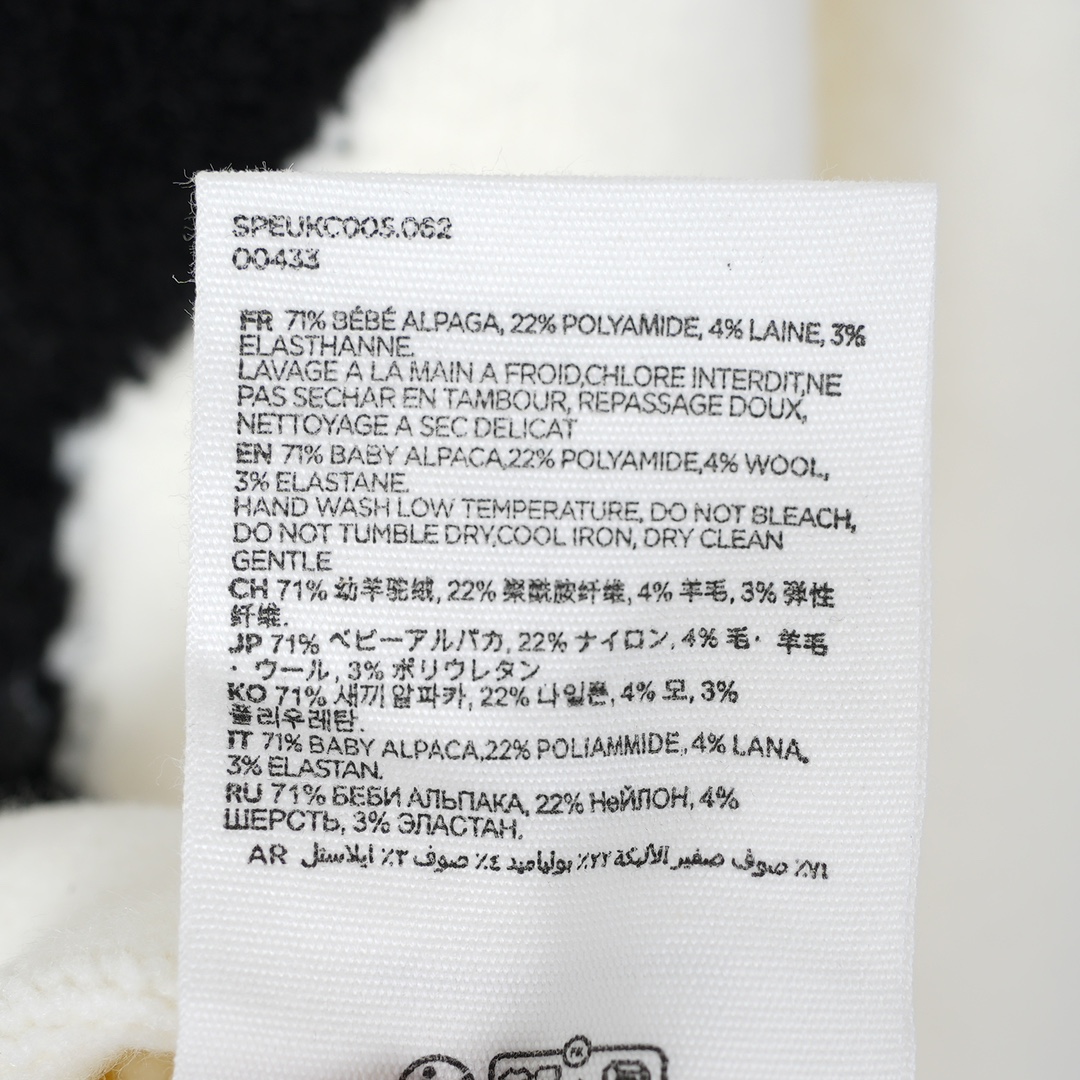 SPEUKC005.062
00433
FR 71% BÉBÉ ALPAGA, 22% POLYAMIDE, 4% LAINE, 3%
ELASTHANNE.
LAVAGE A LA MAIN A FROID,CHLORE INTERDIT,NE
PAS SECHAR EN TAMBOUR, REPASSAGE DOUX,
NETTOYAGE A SEC DELICAT
EN 71% BABY ALPACA,22% POLYAMIDE,4% WOOL,
3% ELASTANE.
HAND WASH LOW TEMPERATURE, DO NOT BLEACH,
DO NOT TUMBLE DRY,COOL IRON, DRY CLEAN
GENTLE
CH 71% 幼羊驼绒, 22% 聚酰胺纤维, 4% 羊毛, 3% 弹性
纤维.
JP 71% ベビーアルパカ, 22% ナイロン, 4% 毛・ 羊毛
・ウール, 3% ポリウレタン
KO 71% 새끼 알파카, 22% 나일론, 4% 모, 3%
폴리우레탄.
IT 71% BABY ALPACA,22% POLIAMMIDE, 4% LANA,
3% ELASTAN.
RU 71% БЕБИ АЛЬПАКА, 22% НейЛОН, 4%
ШЕРСТЬ, 3% ЭЛАСТАН.
AR ٧١٪ صوف صغير الألبكة ٢٢٪ بولياميد ٤٪ صوف ٣٪
FR